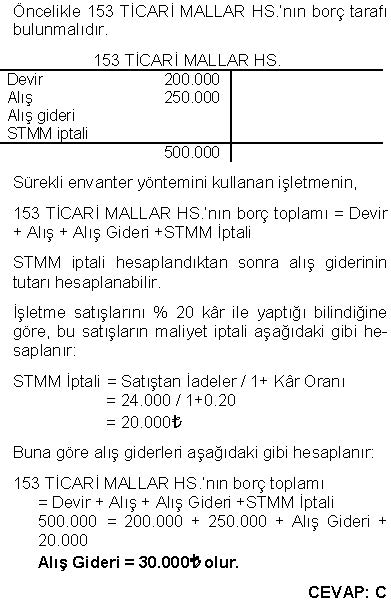 Öncelikle 153 TİCARİ MALLAR HS.'nın borç tarafı
bulunmalıdır.
153 TİCARİ MALLAR HS.
Devir 200.000
Alış 250.000
Alış gideri
STMM iptali
500.000
Sürekli envanter yöntemini kullanan işletmenin,
153 TİCARİ MALLAR HS.'nın borç toplamı = Devir
+ Alış + Alış Gideri +STMM İptali
STMM iptali hesaplandıktan sonra alış giderinin
tutarı hesaplanabilir.
İşletme satışlarını % 20 kâr ile yaptığı bilindiğine
göre, bu satışların maliyet iptali aşağıdaki gibi he-
saplanır:
STMM İptali = Satıştan İadeler / 1+ Kâr Oranı
= 24.000 / 1+0.20
= 20.000₺
Buna göre alış giderleri aşağıdaki gibi hesaplanır:
153 TİCARİ MALLAR HS.'nın borç toplamı
= Devir + Alış + Alış Gideri +STMM İptali
500.000 = 200.000 + 250.000 + Alış Gideri +
20.000
Alış Gideri = 30.000₺ olur.
CEVAP: C